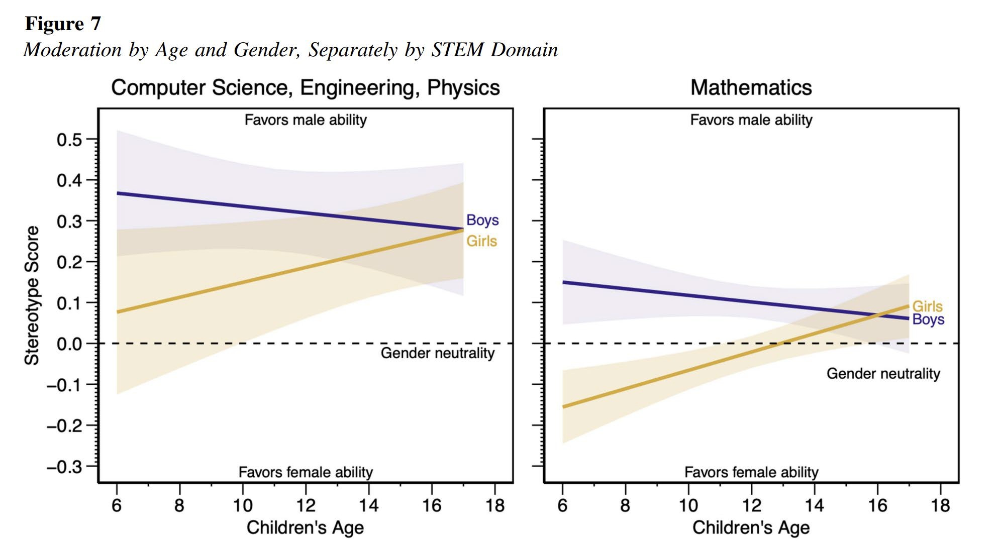 Figure 7
Moderation by Age and Gender, Separately by STEM Domain
Computer Science, Engineering, Physics
Favors male ability
0.5
0.4
0.3
0.2
0.1
0.0
−0.1
−0.2
−0.3
Stereotype Score
Boys
Girls
Gender neutrality
Favors female ability
6 8 10 12 14 16 18
Children's Age
Mathematics
Favors male ability
Girls
Boys
Gender neutrality
Favors female ability
6 8 10 12 14 16 18
Children's Age